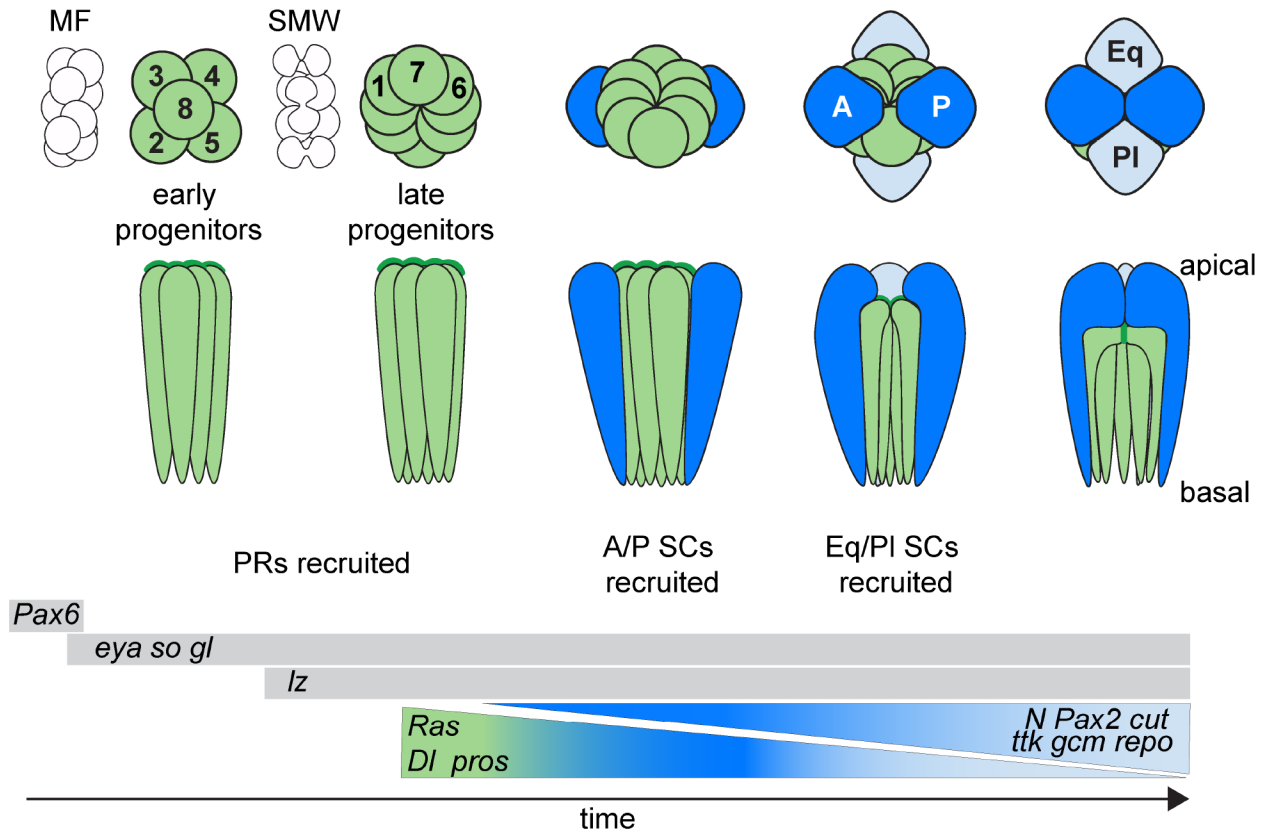 MF
SMW
3 4
8
2 5
7
1 6
A P
Eq
Pl
early
progenitors
late
progenitors
apical
basal
PRs recruited
A/P SCs
recruited
Eq/Pl SCs
recruited
Pax6
eya so gl
lz
Ras
Dl pros
N Pax2 cut
ttk gcm repo
time